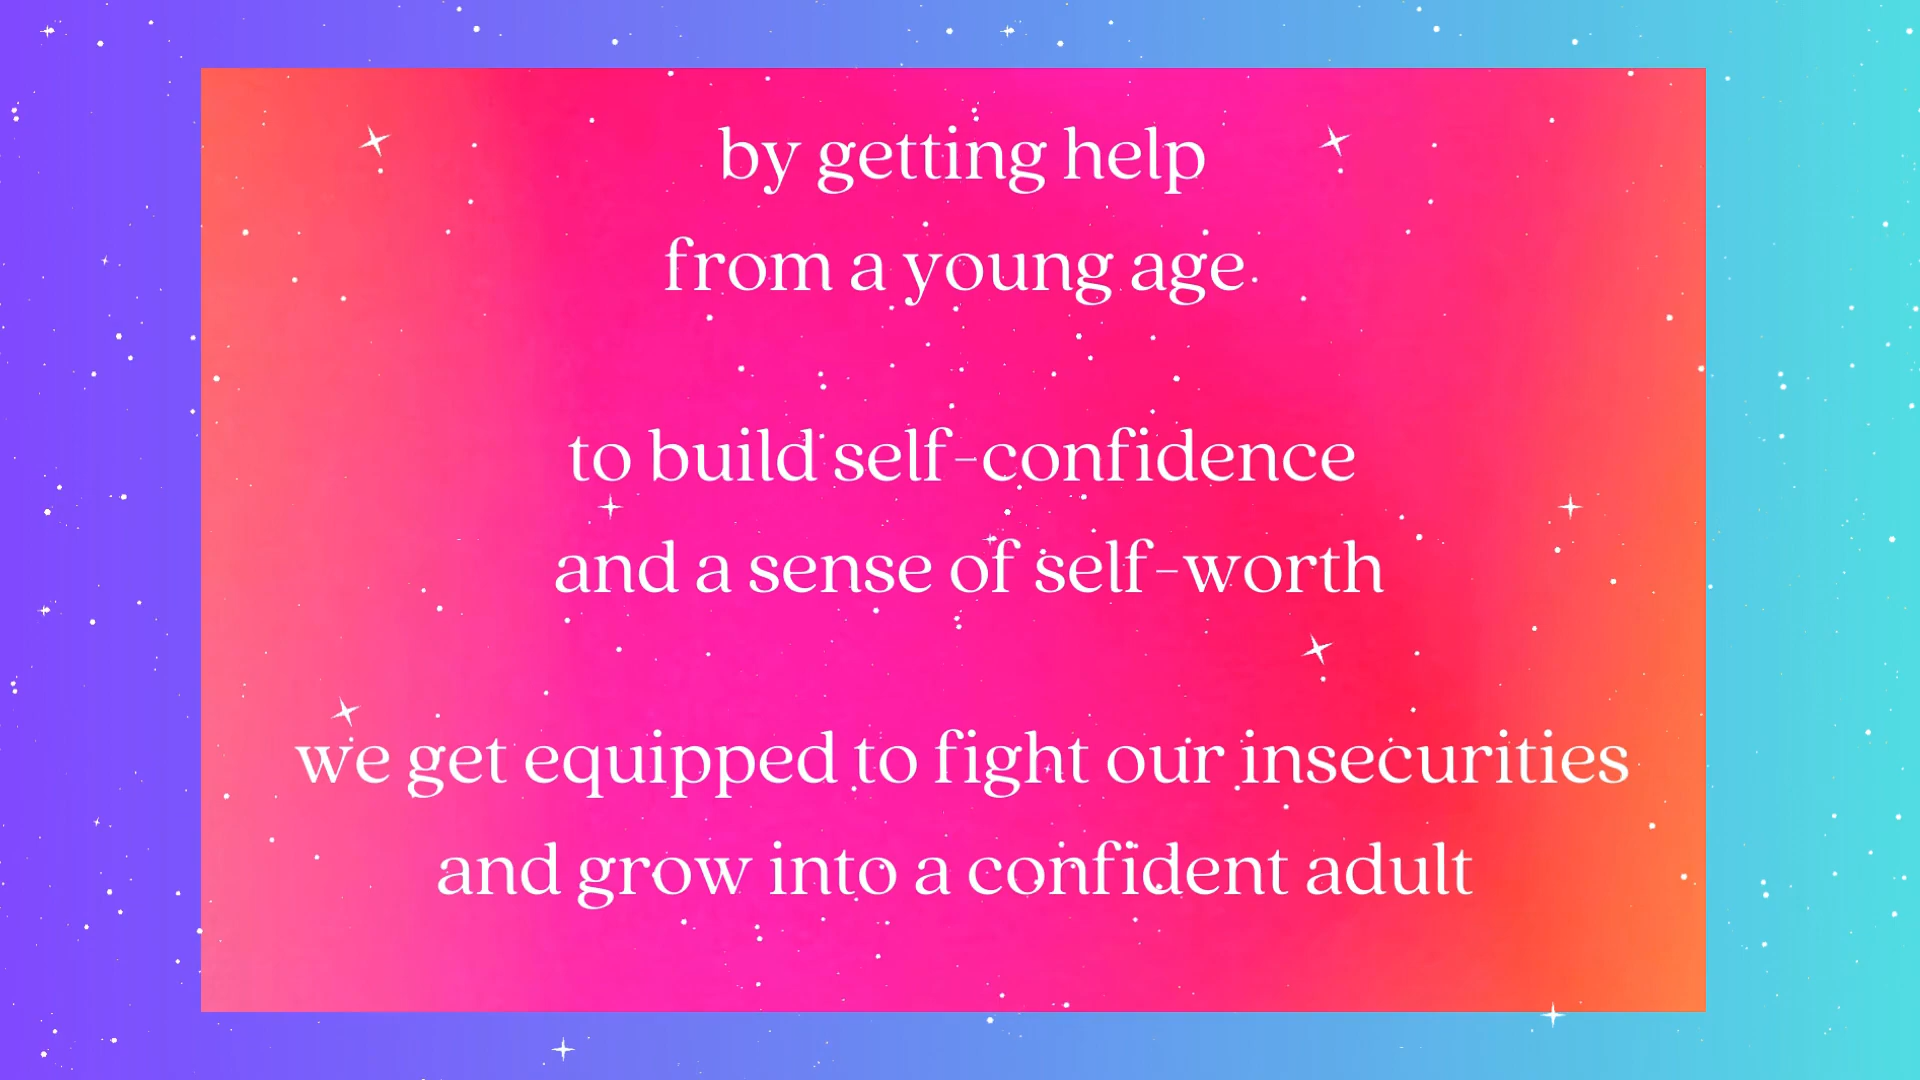 by getting help
from a young age
to build self-confidence
and a sense of self-worth
we get equipped to fight our insecurities
and grow into a confident adult